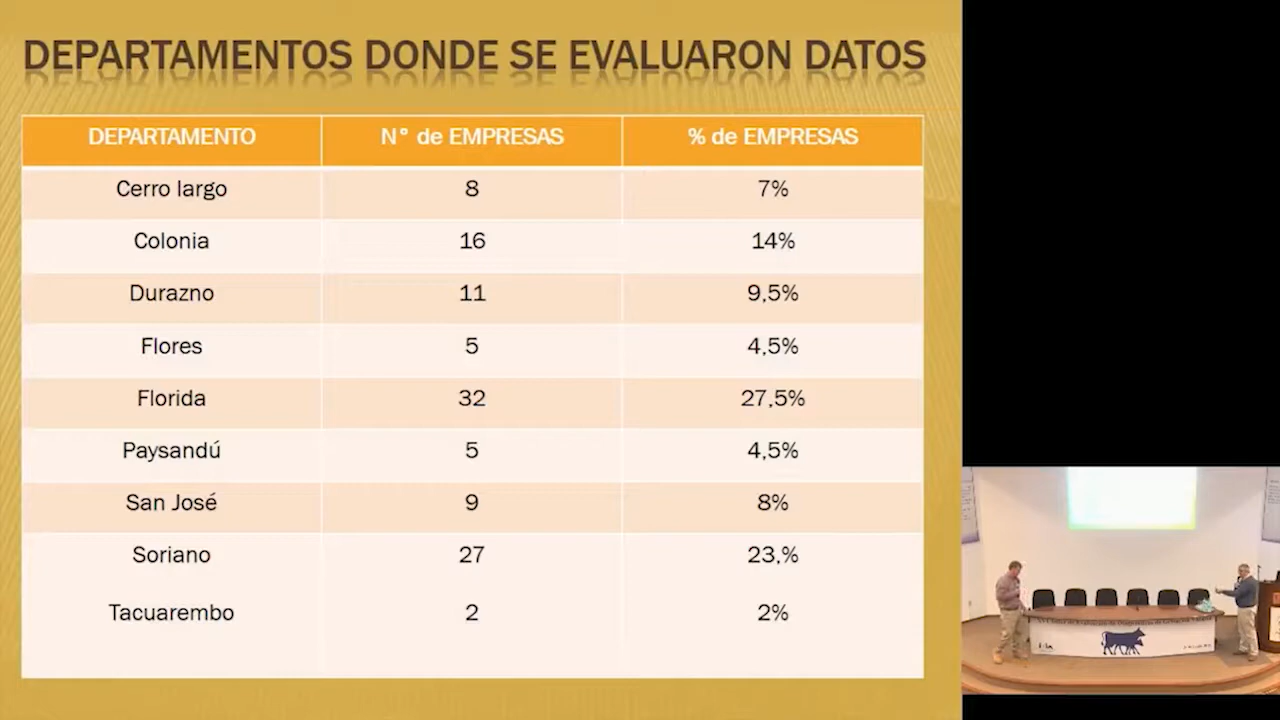 DEPARTAMENTOS DONDE SE EVALUARON DATOS
DEPARTAMENTO N° de EMPRESAS % de EMPRESAS
Cerro largo 8 7%
Colonia 16 14%
Durazno 11 9,5%
Flores 5 4,5%
Florida 32 27,5%
Paysandú 5 4,5%
San José 9 8%
Soriano 27 23,%
Tacuarembo 2 2%